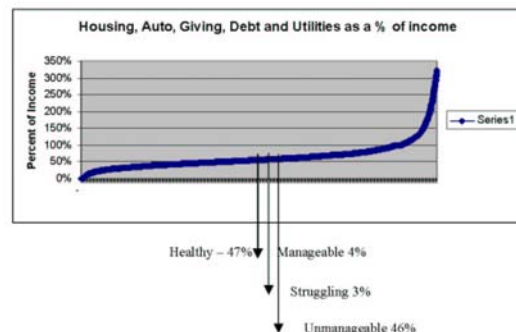 Housing, Auto, Giving, Debt and Utilities as a % of income
Percent of Income
350%
300%
250%
200%
150%
100%
50%
0%
Series1
Healthy – 47%
Manageable 4%
Struggling 3%
Unmanageable 46%